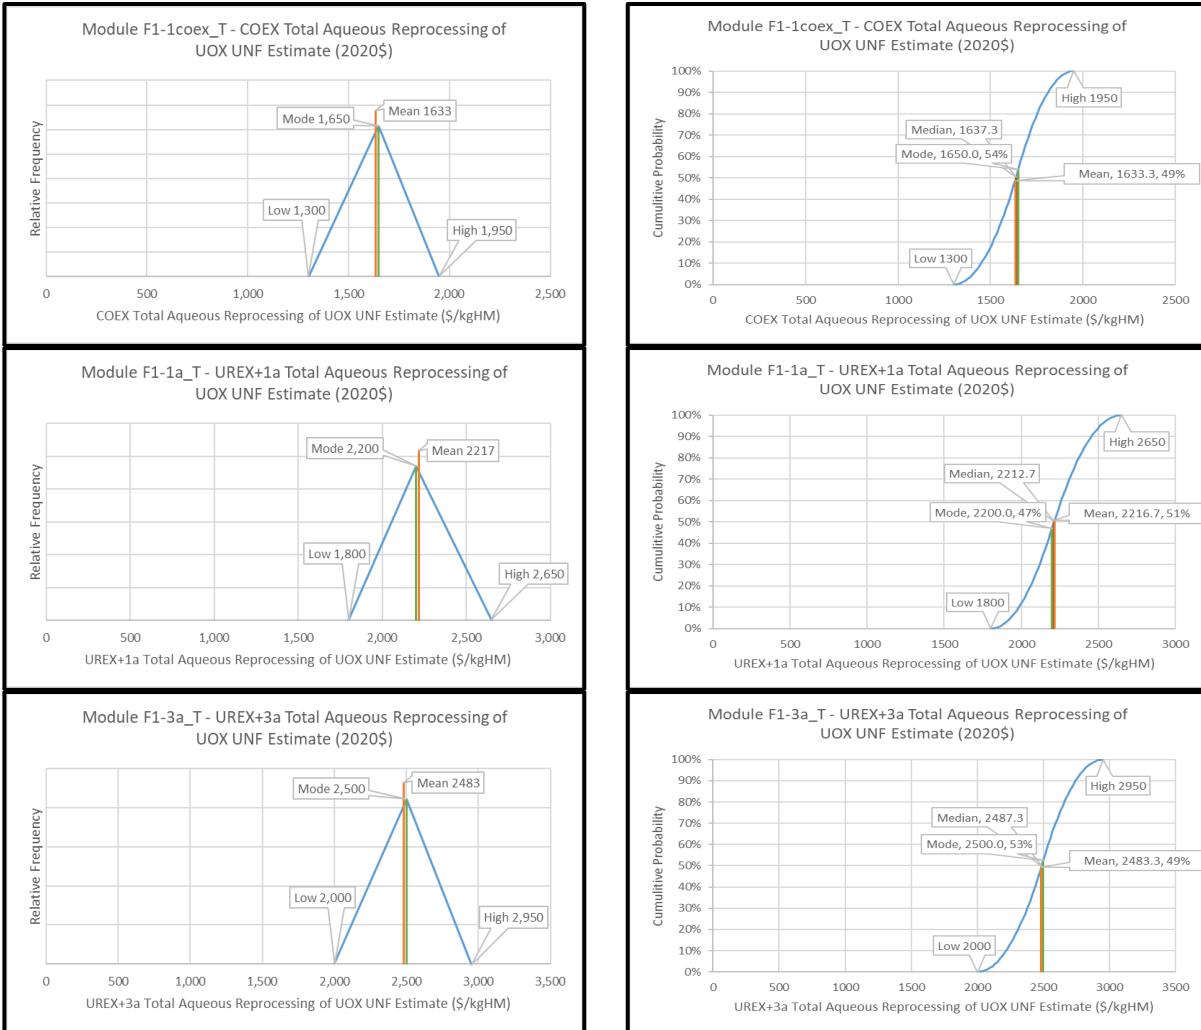 Module F1-1coex_T - COEX Total Aqueous Reprocessing of
UOX UNF Estimate (2020$)
Relative Frequency
Mean 1633
Mode 1,650
Low 1,300
High 1,950
0
500
1,000
1,500
2,000
2,500
COEX Total Aqueous Reprocessing of UOX UNF Estimate ($/kgHM)
Module F1-1coex_T - COEX Total Aqueous Reprocessing of
UOX UNF Estimate (2020$)
Cumulitive Probability
100%
90%
80%
70%
60%
50%
40%
30%
20%
10%
0%
High 1950
Median, 1637.3
Mode, 1650.0, 54%
Mean, 1633.3, 49%
Low 1300
0
500
1000
1500
2000
2500
COEX Total Aqueous Reprocessing of UOX UNF Estimate ($/kgHM)
Module F1-1a_T - UREX+1a Total Aqueous Reprocessing of
UOX UNF Estimate (2020$)
Relative Frequency
Mode 2,200
Mean 2217
Low 1,800
High 2,650
0
500
1,000
1,500
2,000
2,500
3,000
UREX+1a Total Aqueous Reprocessing of UOX UNF Estimate ($/kgHM)
Module F1-1a_T - UREX+1a Total Aqueous Reprocessing of
UOX UNF Estimate (2020$)
Cumulitive Probability
100%
90%
80%
70%
60%
50%
40%
30%
20%
10%
0%
High 2650
Median, 2212.7
Mode, 2200.0, 47%
Mean, 2216.7, 51%
Low 1800
0
500
1000
1500
2000
2500
3000
UREX+1a Total Aqueous Reprocessing of UOX UNF Estimate ($/kgHM)
Module F1-3a_T - UREX+3a Total Aqueous Reprocessing of
UOX UNF Estimate (2020$)
Relative Frequency
Mean 2483
Mode 2,500
Low 2,000
High 2,950
0
500
1,000
1,500
2,000
2,500
3,000
3,500
UREX+3a Total Aqueous Reprocessing of UOX UNF Estimate ($/kgHM)
Module F1-3a_T - UREX+3a Total Aqueous Reprocessing of
UOX UNF Estimate (2020$)
Cumulitive Probability
100%
90%
80%
70%
60%
50%
40%
30%
20%
10%
0%
High 2950
Median, 2487.3
Mode, 2500.0, 53%
Mean, 2483.3, 49%
Low 2000
0
500
1000
1500
2000
2500
3000
3500
UREX+3a Total Aqueous Reprocessing of UOX UNF Estimate ($/kgHM)